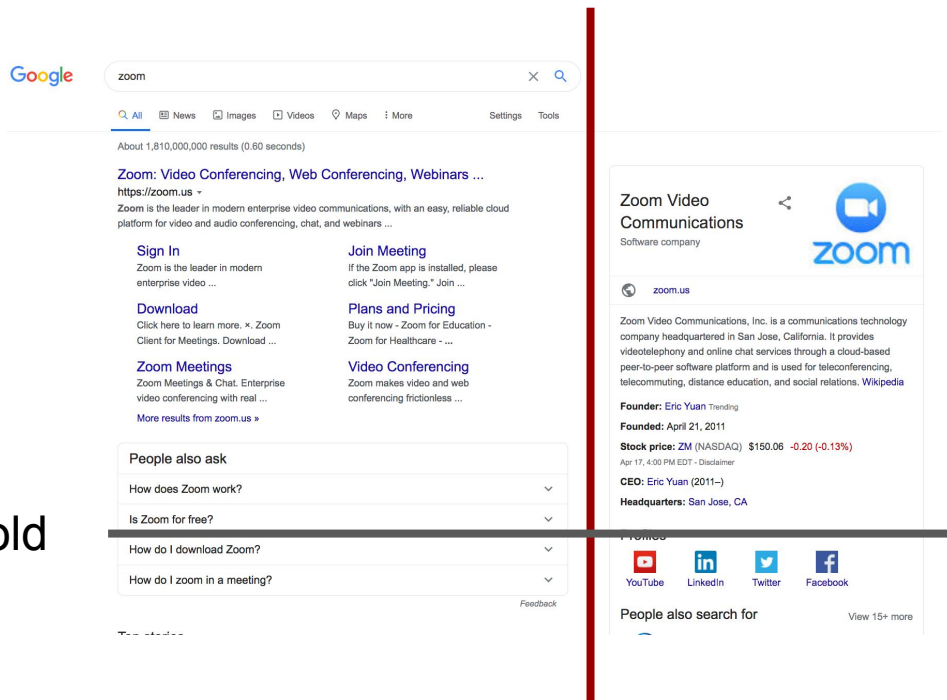 Google
zoom
All News Images Videos Maps More Settings Tools
About 1,810,000,000 results (0.60 seconds)
Zoom: Video Conferencing, Web Conferencing, Webinars ...
https://zoom.us
Zoom is the leader in modern enterprise video communications, with an easy, reliable cloud
platform for video and audio conferencing, chat, and webinars ...
Sign In
Zoom is the leader in modern
enterprise video ...
Join Meeting
If the Zoom app is installed, please
click "Join Meeting." Join ...
Download
Click here to learn more. ×. Zoom
Client for Meetings. Download ...
Plans and Pricing
Buy it now - Zoom for Education -
Zoom for Healthcare - ...
Zoom Meetings
Zoom Meetings & Chat. Enterprise
video conferencing with real ...
Video Conferencing
Zoom makes video and web
conferencing frictionless ...
More results from zoom.us »
People also ask
How does Zoom work?
Is Zoom for free?
How do I download Zoom?
How do I zoom in a meeting?
Feedback
old
Zoom Video
Communications
Software company
zoom
zoom.us
Zoom Video Communications, Inc. is a communications technology
company headquartered in San Jose, California. It provides
videotelephony and online chat services through a cloud-based
peer-to-peer software platform and is used for teleconferencing,
telecommuting, distance education, and social relations. Wikipedia
Founder: Eric Yuan Trending
Founded: April 21, 2011
Stock price: ZM (NASDAQ) $150.06 -0.20 (-0.13%)
Apr 17, 4:00 PM EDT - Disclaimer
CEO: Eric Yuan (2011–)
Headquarters: San Jose, CA
Profiles
YouTube LinkedIn Twitter Facebook
People also search for View 15+ more